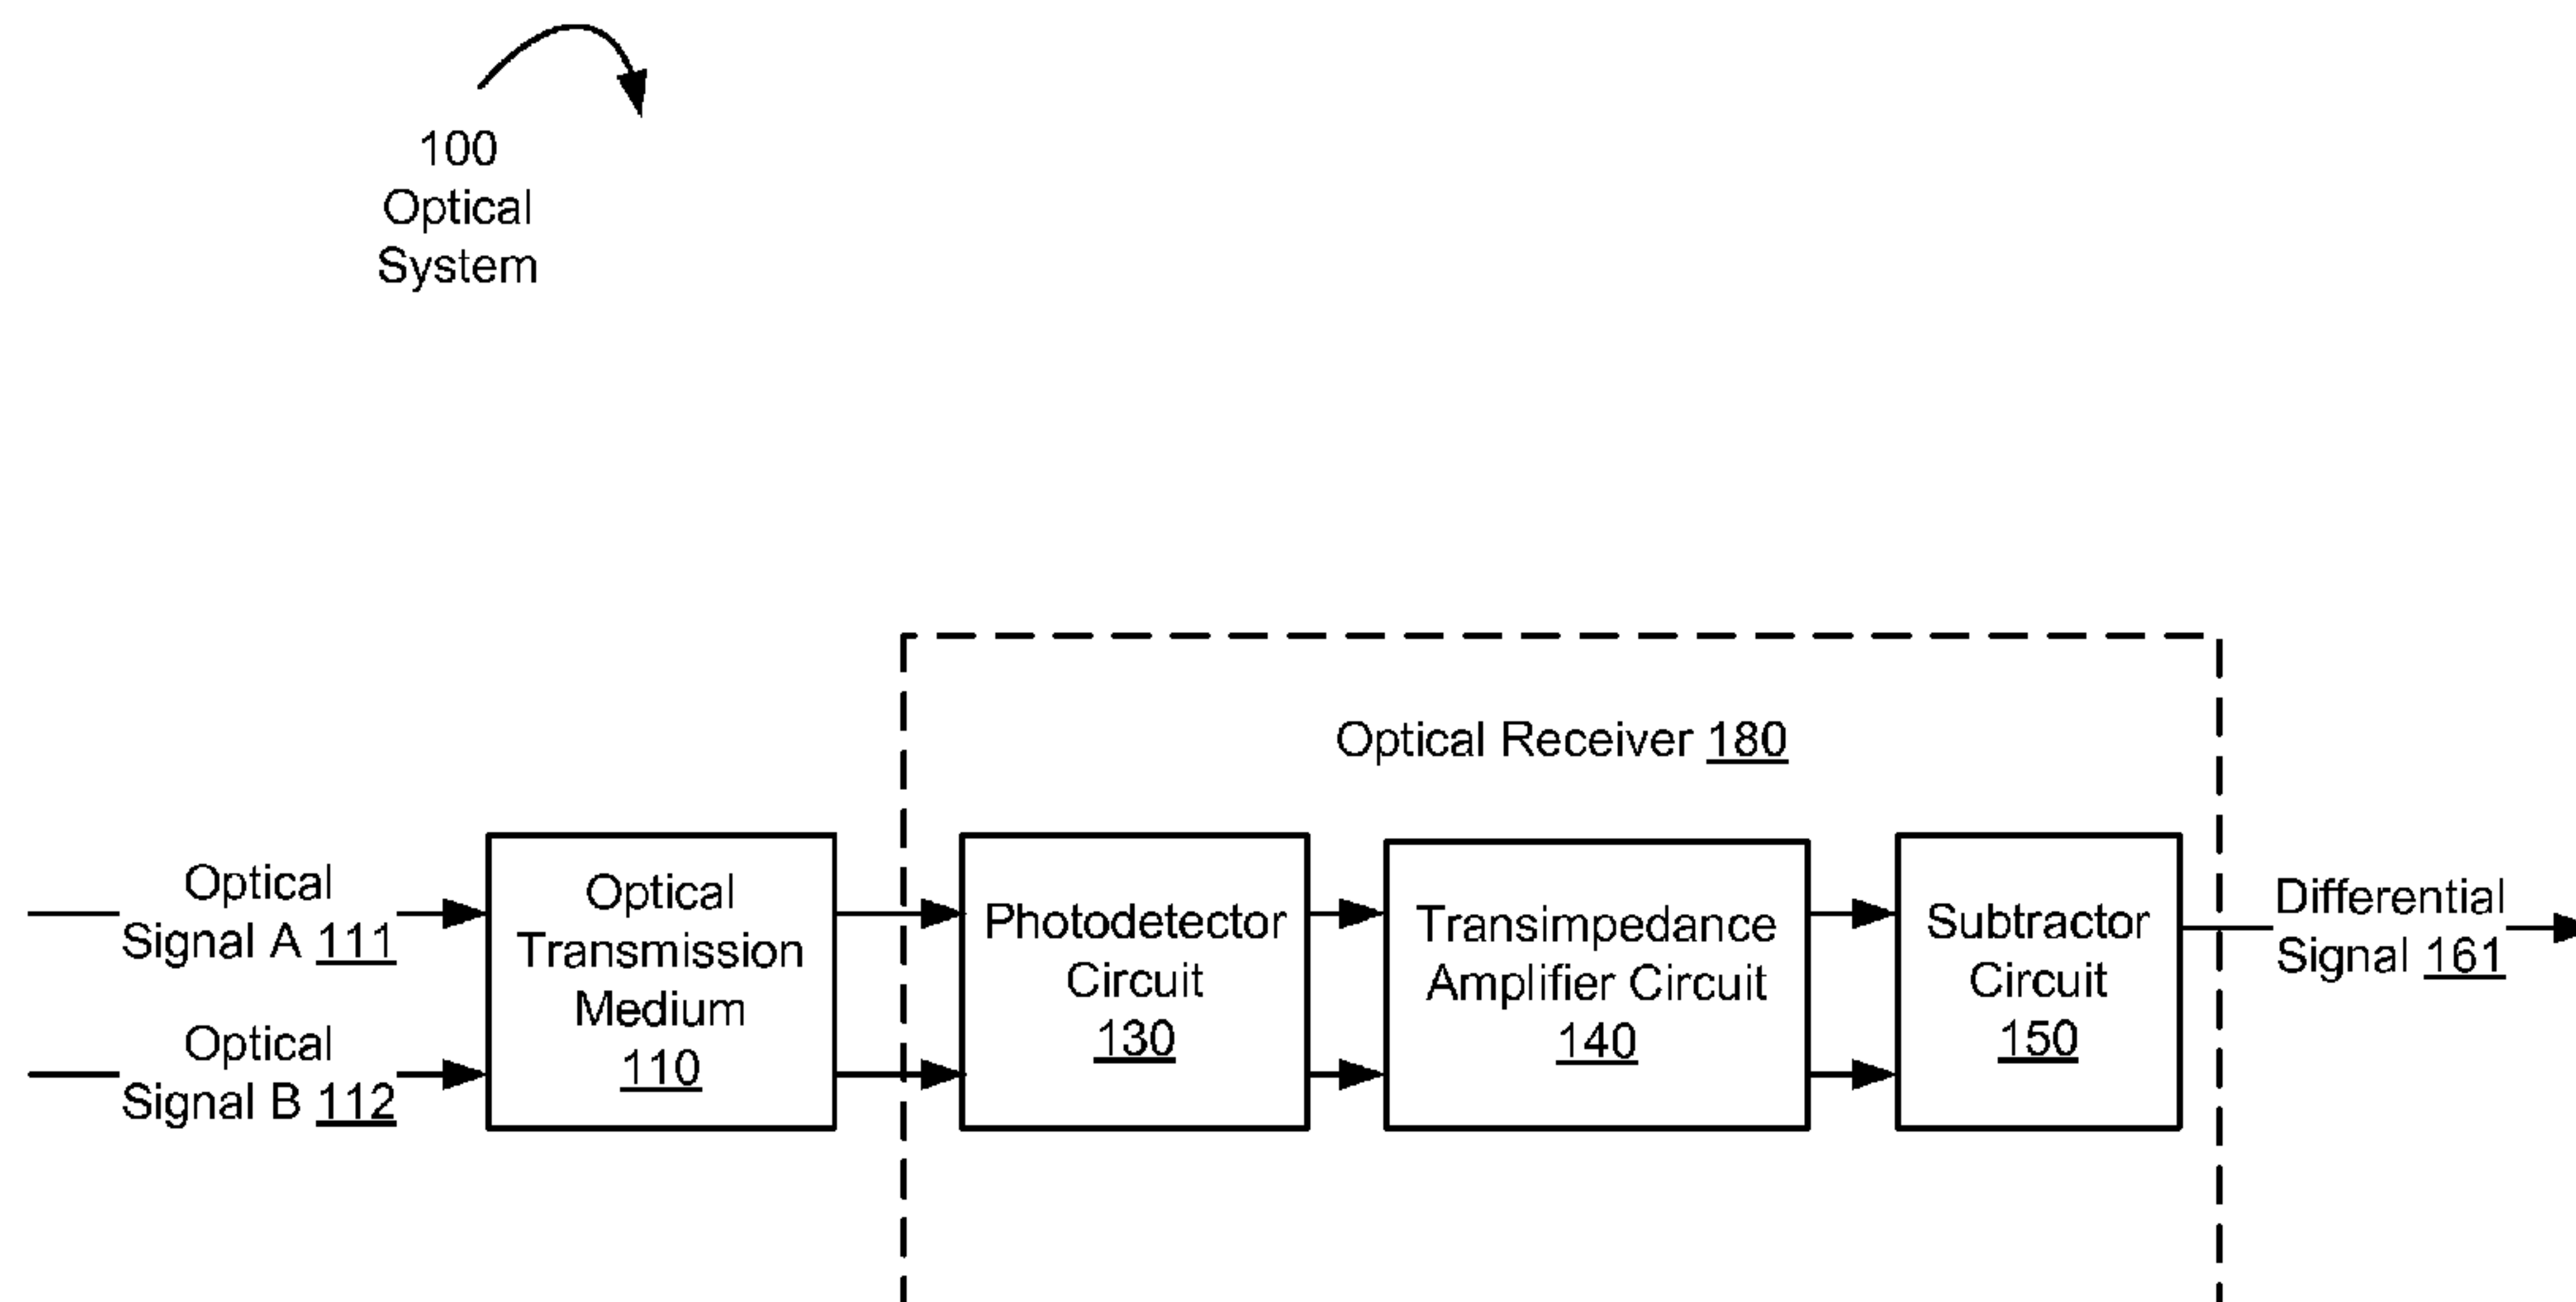 100
Optical
System
Optical Receiver 180
Optical
Signal A 111
Optical
Signal B 112
Optical
Transmission
Medium
110
Photodetector
Circuit
130
Transimpedance
Amplifier Circuit
140
Subtractor
Circuit
150
Differential
Signal 161